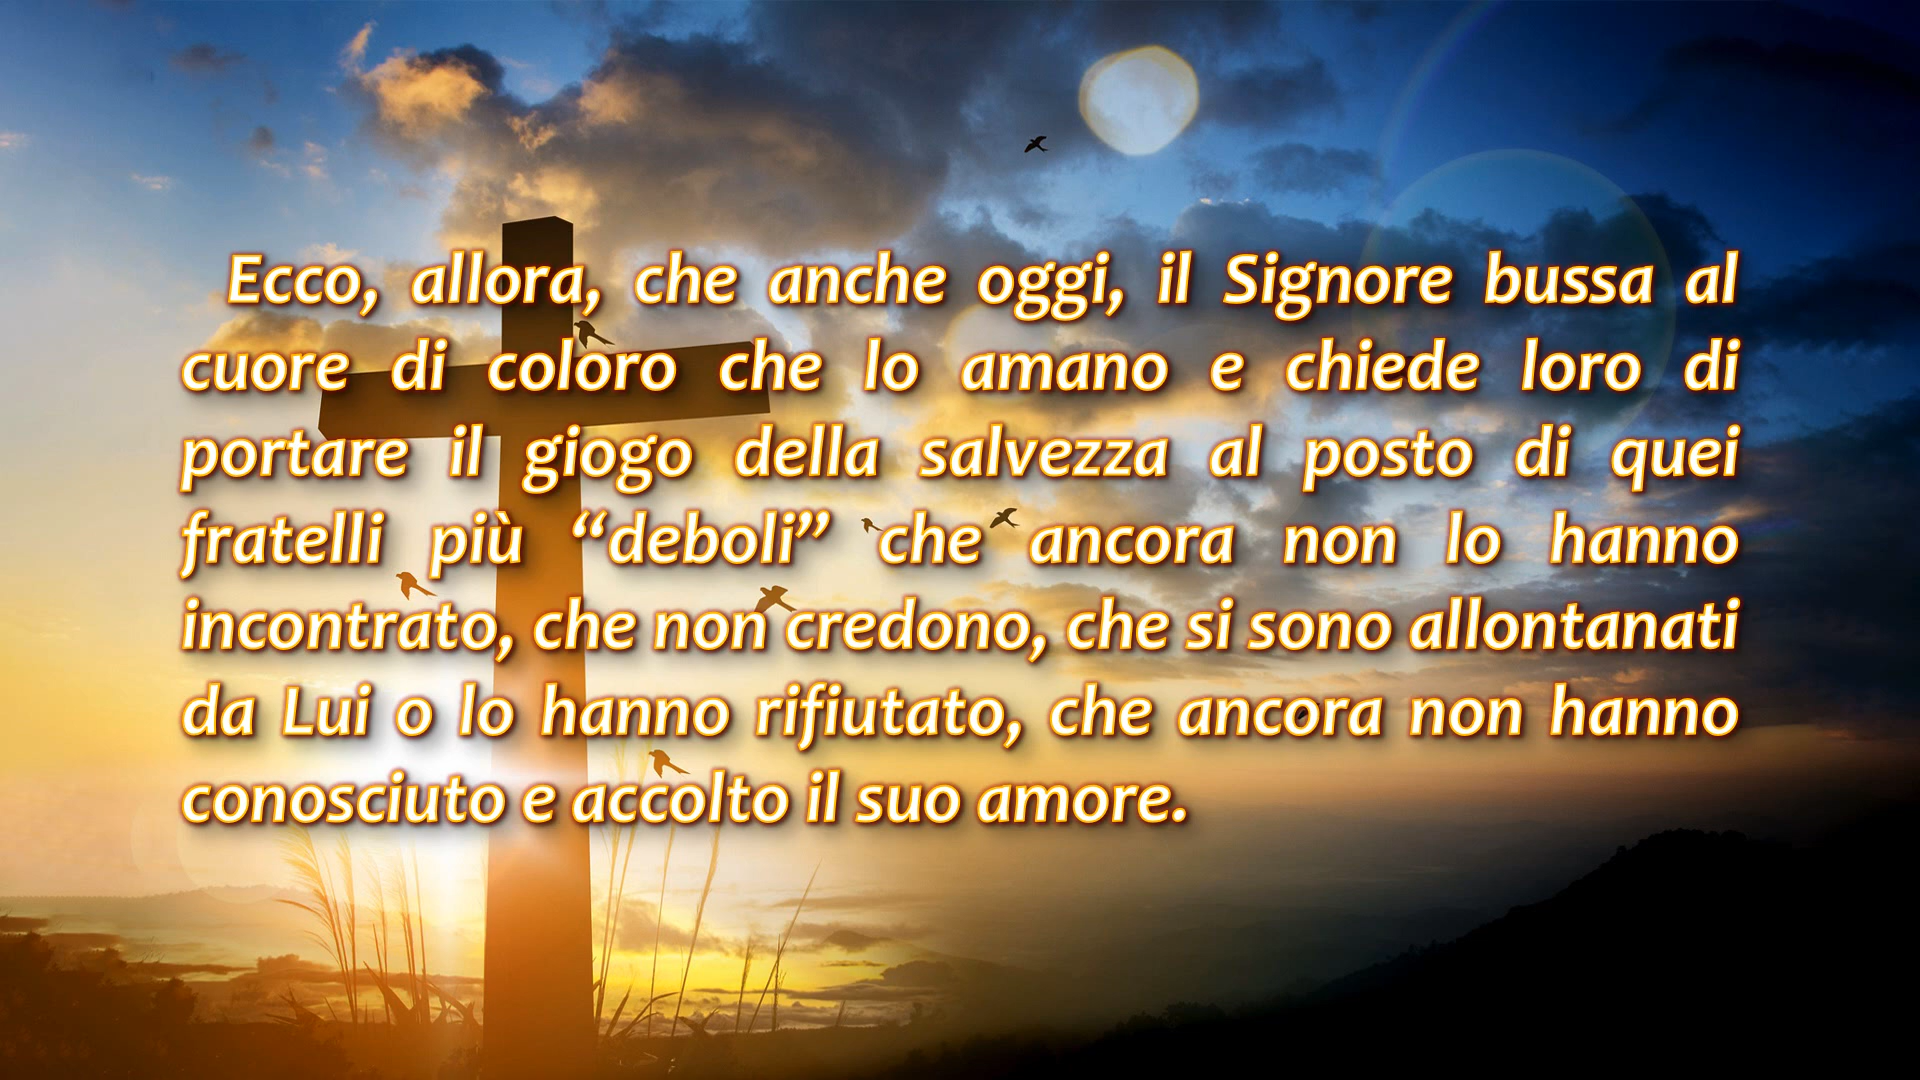 Ecco, allora, che anche oggi, il Signore bussa al
cuore di coloro che lo amano e chiede loro di
portare il giogo della salvezza al posto di quei
fratelli più “deboli” che ancora non lo hanno
incontrato, che non credono, che si sono allontanati
da Lui o lo hanno rifiutato, che ancora non hanno
conosciuto e accolto il suo amore.